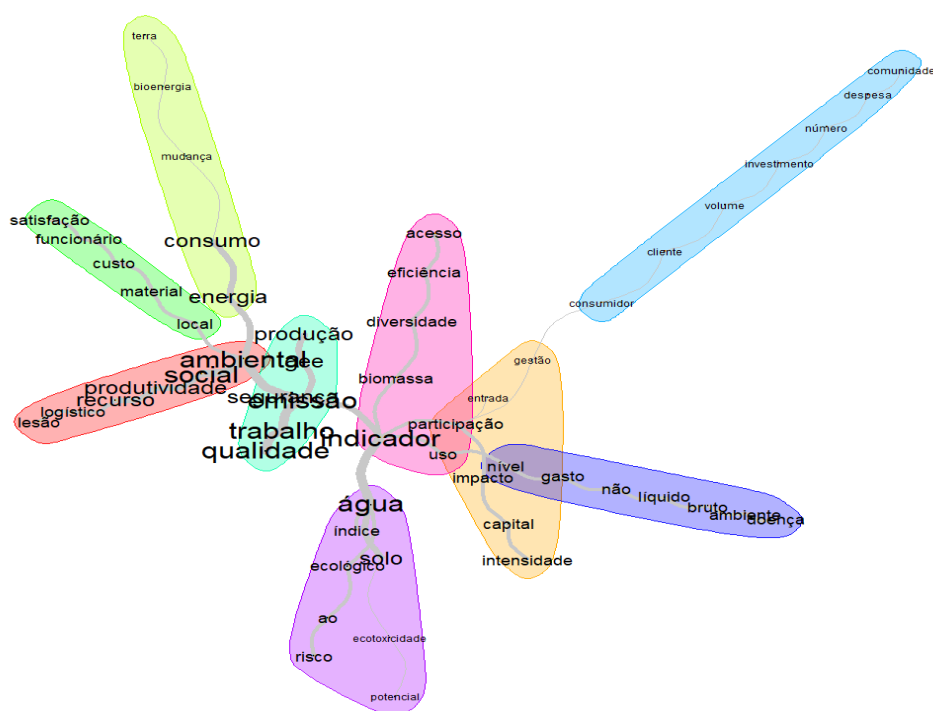 terra
bioenergia
mudança
consumo
energia
satisfação
funcionário
custo
material
local
ambiental
social
produtividade
recurso
logístico
lesão
produção
gee
segurança
emissão
trabalho
qualidade
acesso
eficiência
diversidade
biomassa
indicador
comunidade
despesa
número
investimento
volume
cliente
consumidor
gestão
entrada
participação
uso
nível
impacto
capital
intensidade
gasto
não
líquido
bruto
ambiente
doença
água
índice
solo
ecológico
ao
risco
ecotoxicidade
potencial